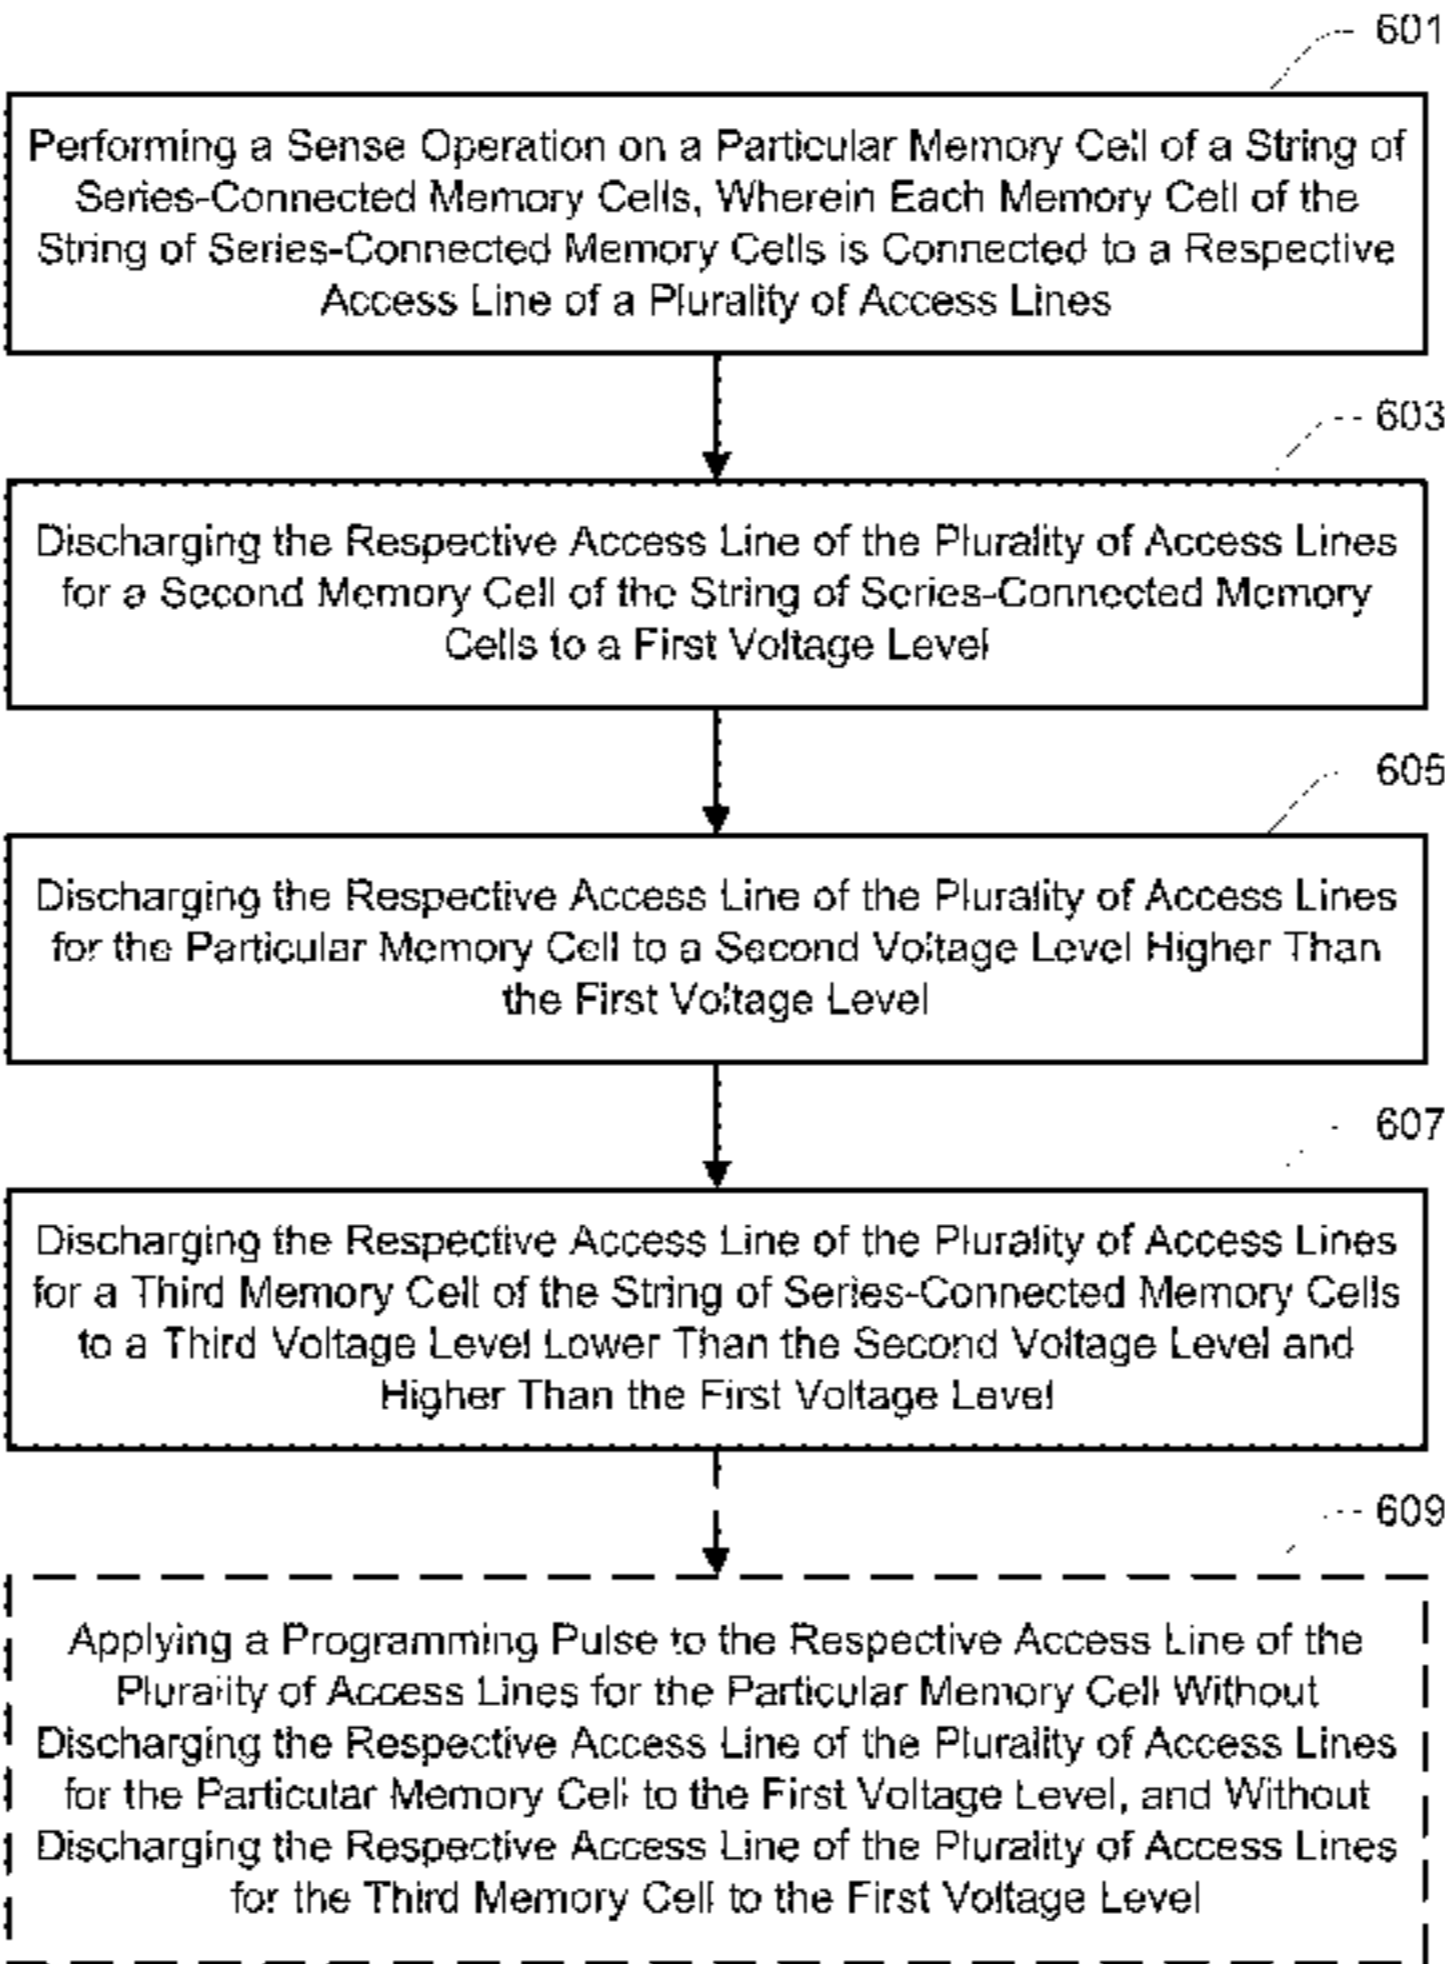 601
Performing a Sense Operation on a Particular Memory Cell of a String of
Series-Connected Memory Cells, Wherein Each Memory Cell of the
String of Series-Connected Memory Cells is Connected to a Respective
Access Line of a Plurality of Access Lines
603
Discharging the Respective Access Line of the Plurality of Access Lines
for a Second Memory Cell of the String of Series-Connected Memory
Cells to a First Voltage Level
605
Discharging the Respective Access Line of the Plurality of Access Lines
for the Particular Memory Cell to a Second Voltage Level Higher Than
the First Voltage Level
607
Discharging the Respective Access Line of the Plurality of Access Lines
for a Third Memory Cell of the String of Series-Connected Memory Cells
to a Third Voltage Level Lower Than the Second Voltage Level and
Higher Than the First Voltage Level
609
Applying a Programming Pulse to the Respective Access Line of the
Plurality of Access Lines for the Particular Memory Cell Without
Discharging the Respective Access Line of the Plurality of Access Lines
for the Particular Memory Cell to the First Voltage Level, and Without
Discharging the Respective Access Line of the Plurality of Access Lines
for the Third Memory Cell to the First Voltage Level